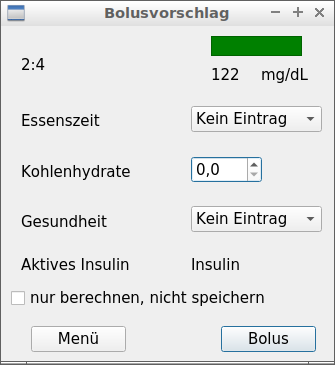 Bolusvorschlag
2:4
122 mg/dL
Essenszeit Kein Eintrag
Kohlenhydrate 0,0
Gesundheit Kein Eintrag
Aktives Insulin Insulin
nur berechnen, nicht speichern
Menü Bolus